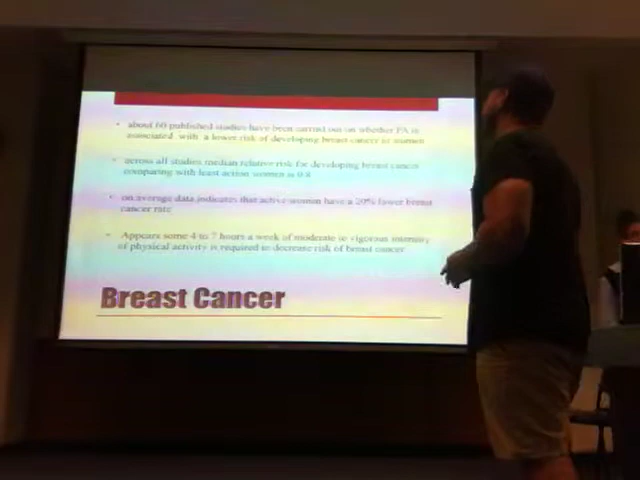 about 60 published studies have been carried out on whether PA is
associated with a lower risk of developing breast cancer in women
across all studies median relative risk for developing breast cancer
comparing with least action women is 0.8
on average data indicates that active woman have a 20% lower breast
cancer rate
Appears some 4 to 7 hours a week of moderate to vigorous intensity
of physical activity is required to decrease risk of breast cancer
Breast Cancer